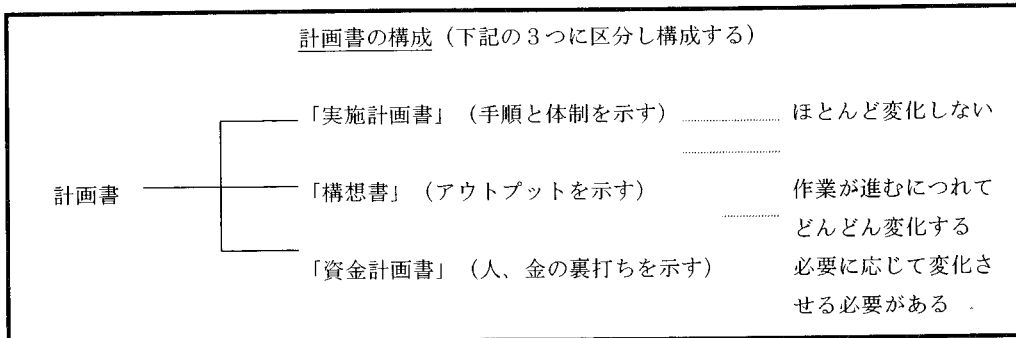 計画書の構成（下記の３つに区分し構成する）
「実施計画書」（手順と体制を示す） ほとんど変化しない
計画書 「構想書」（アウトプットを示す） 作業が進むにつれて
どんどん変化する
「資金計画書」（人、金の裏打ちを示す） 必要に応じて変化さ
せる必要がある